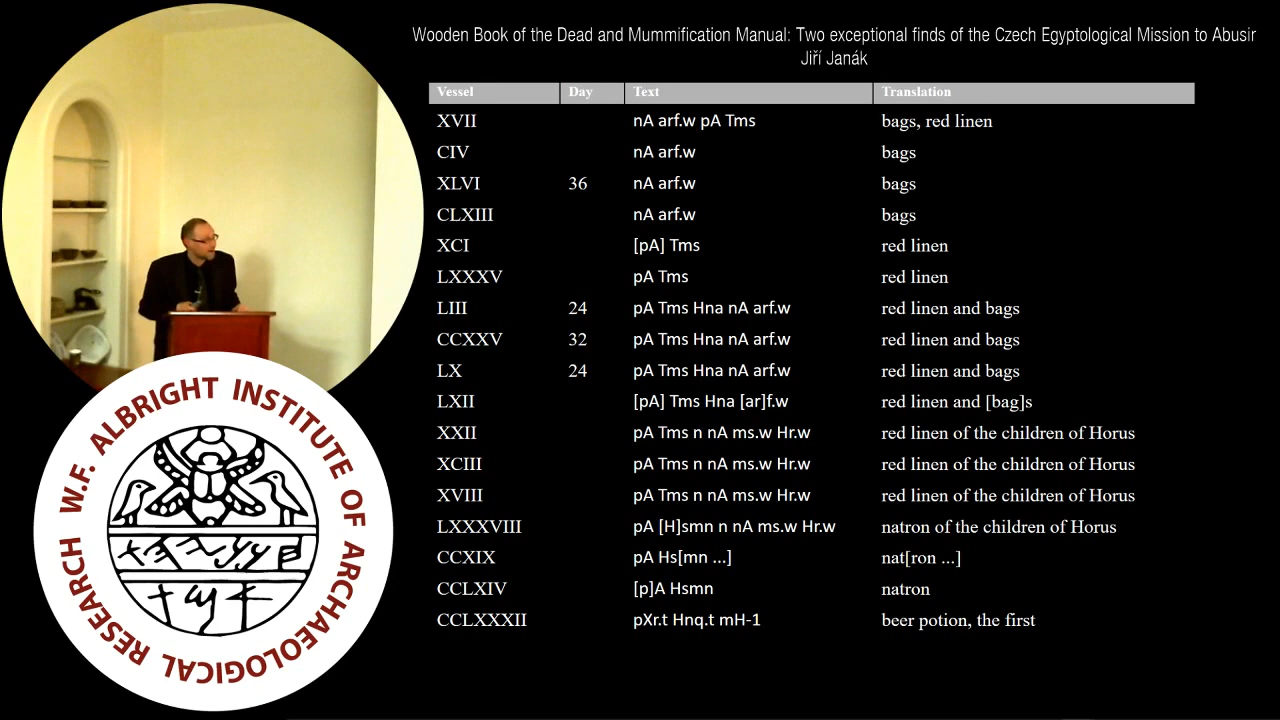 Wooden Book of the Dead and Mummification Manual: Two exceptional finds of the Czech Egyptological Mission to Abusir
Jiří Janák
Vessel Day Text Translation
XVII nA arf.w pA Tms bags, red linen
CIV nA arf.w bags
XLVI 36 nA arf.w bags
CLXIII nA arf.w bags
XCI [pA] Tms red linen
LXXXV pA Tms red linen
LIII 24 pA Tms Hna nA arf.w red linen and bags
CCXXV 32 pA Tms Hna nA arf.w red linen and bags
LX 24 pA Tms Hna nA arf.w red linen and bags
LXII [pA] Tms Hna [ar]f.w red linen and [bag]s
XXII pA Tms n nA ms.w Hr.w red linen of the children of Horus
XCIII pA Tms n nA ms.w Hr.w red linen of the children of Horus
XVIII pA Tms n nA ms.w Hr.w red linen of the children of Horus
LXXXVIII pA [H]smn n nA ms.w Hr.w natron of the children of Horus
CCXIX pA Hs[mn ...] nat[ron ...]
CCLXIV [p]A Hsmn natron
CCLXXXII pXr.t Hnq.t mH-1 beer potion, the first
W.F. ALBRIGHT INSTITUTE OF ARCHAEOLOGICAL RESEARCH